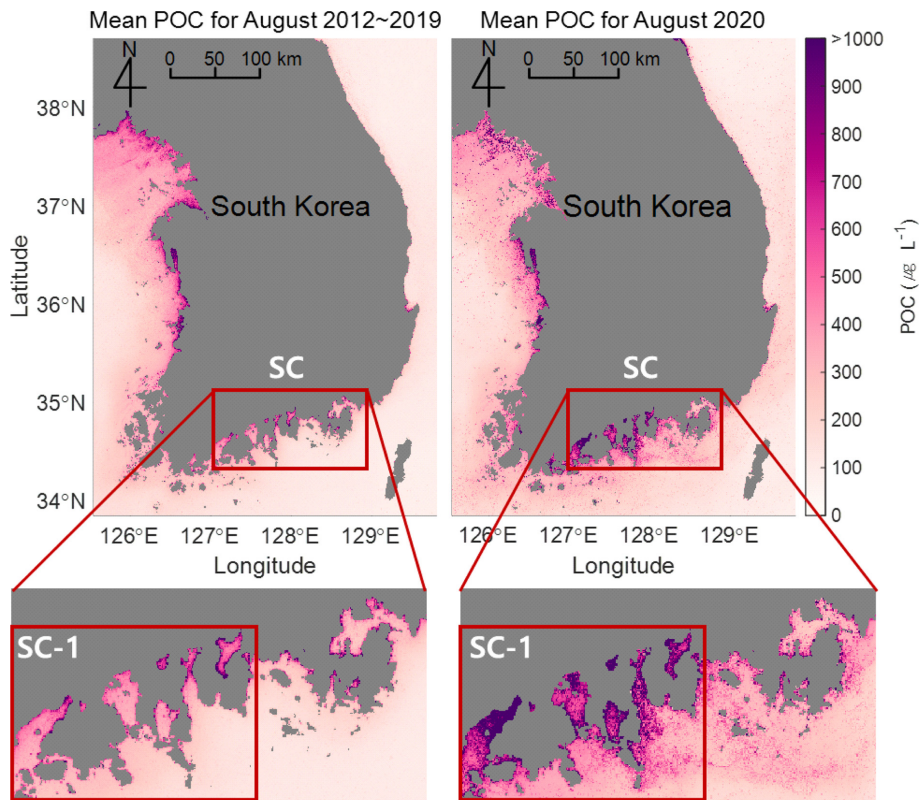 Mean POC for August 2012~2019
Mean POC for August 2020
N
0 50 100 km
N
0 50 100 km
>1000
900
800
700
600
500
400
300
200
100
0
POC (㎍ L⁻¹)
38°N
37°N
36°N
35°N
34°N
Latitude
South Korea
South Korea
SC
SC
126°E 127°E 128°E 129°E
126°E 127°E 128°E 129°E
Longitude
Longitude
SC-1
SC-1